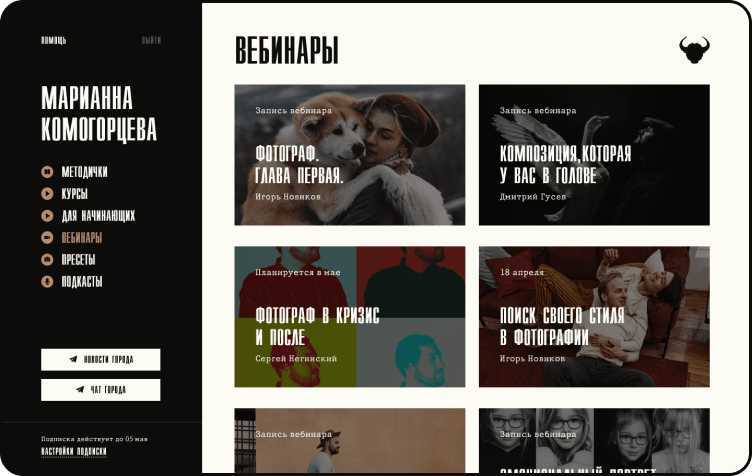 ПОМОЩЬ
ВЫЙТИ
МАРИАННА
КОМОГОРЦЕВА
МЕТОДИЧКИ
КУРСЫ
ДЛЯ НАЧИНАЮЩИХ
ВЕБИНАРЫ
ПРЕСЕТЫ
ПОДКАСТЫ
НОВОСТИ ГОРОДА
ЧАТ ГОРОДА
Подписка действует до 05 мая
НАСТРОЙКИ ПОДПИСКИ
ВЕБИНАРЫ
Запись вебинара
ФОТОГРАФ.
ГЛАВА ПЕРВАЯ.
Игорь Новиков
Запись вебинара
КОМПОЗИЦИЯ,КОТОРАЯ
У ВАС В ГОЛОВЕ
Дмитрий Гусев
Планируется в мае
ФОТОГРАФ В КРИЗИС
И ПОСЛЕ
Сергей Негинский
18 апреля
ПОИСК СВОЕГО СТИЛЯ
В ФОТОГРАФИИ
Игорь Новиков
Запись вебинара
Запись вебинара
ЭМОЦИОНАЛЬНЫЙ ПОРТРЕТ